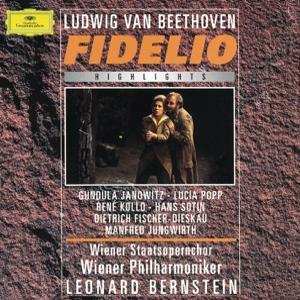 LUDWIG VAN BEETHOVEN
FIDELIO
HIGHLIGHTS
GUNDULA JANOWITZ · LUCIA POPP
RENÉ KOLLO · HANS SOTIN
DIETRICH FISCHER-DIESKAU
MANFRED JUNGWIRTH
Wiener Staatsopernchor
Wiener Philharmoniker
LEONARD BERNSTEIN